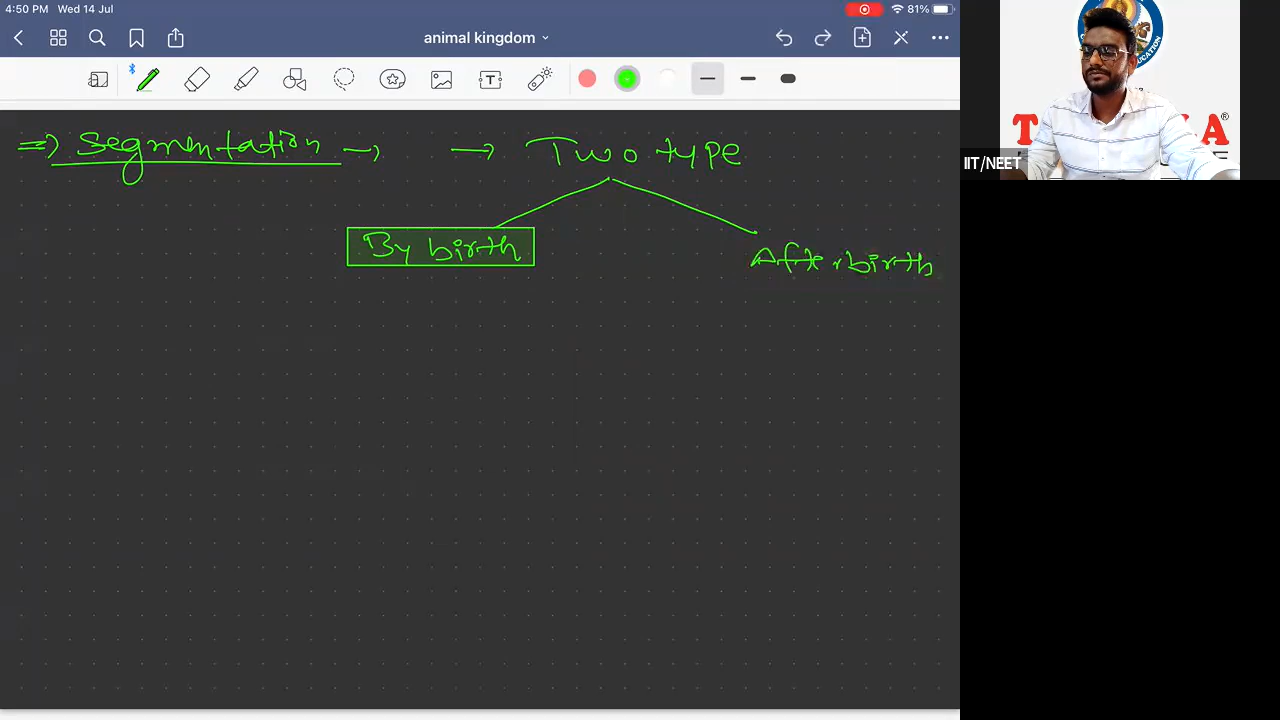 4:50 PM Wed 14 Jul
81%
animal kingdom
T
=> Segmentation → → Two type
By birth
After birth
T A®
IIT/NEET